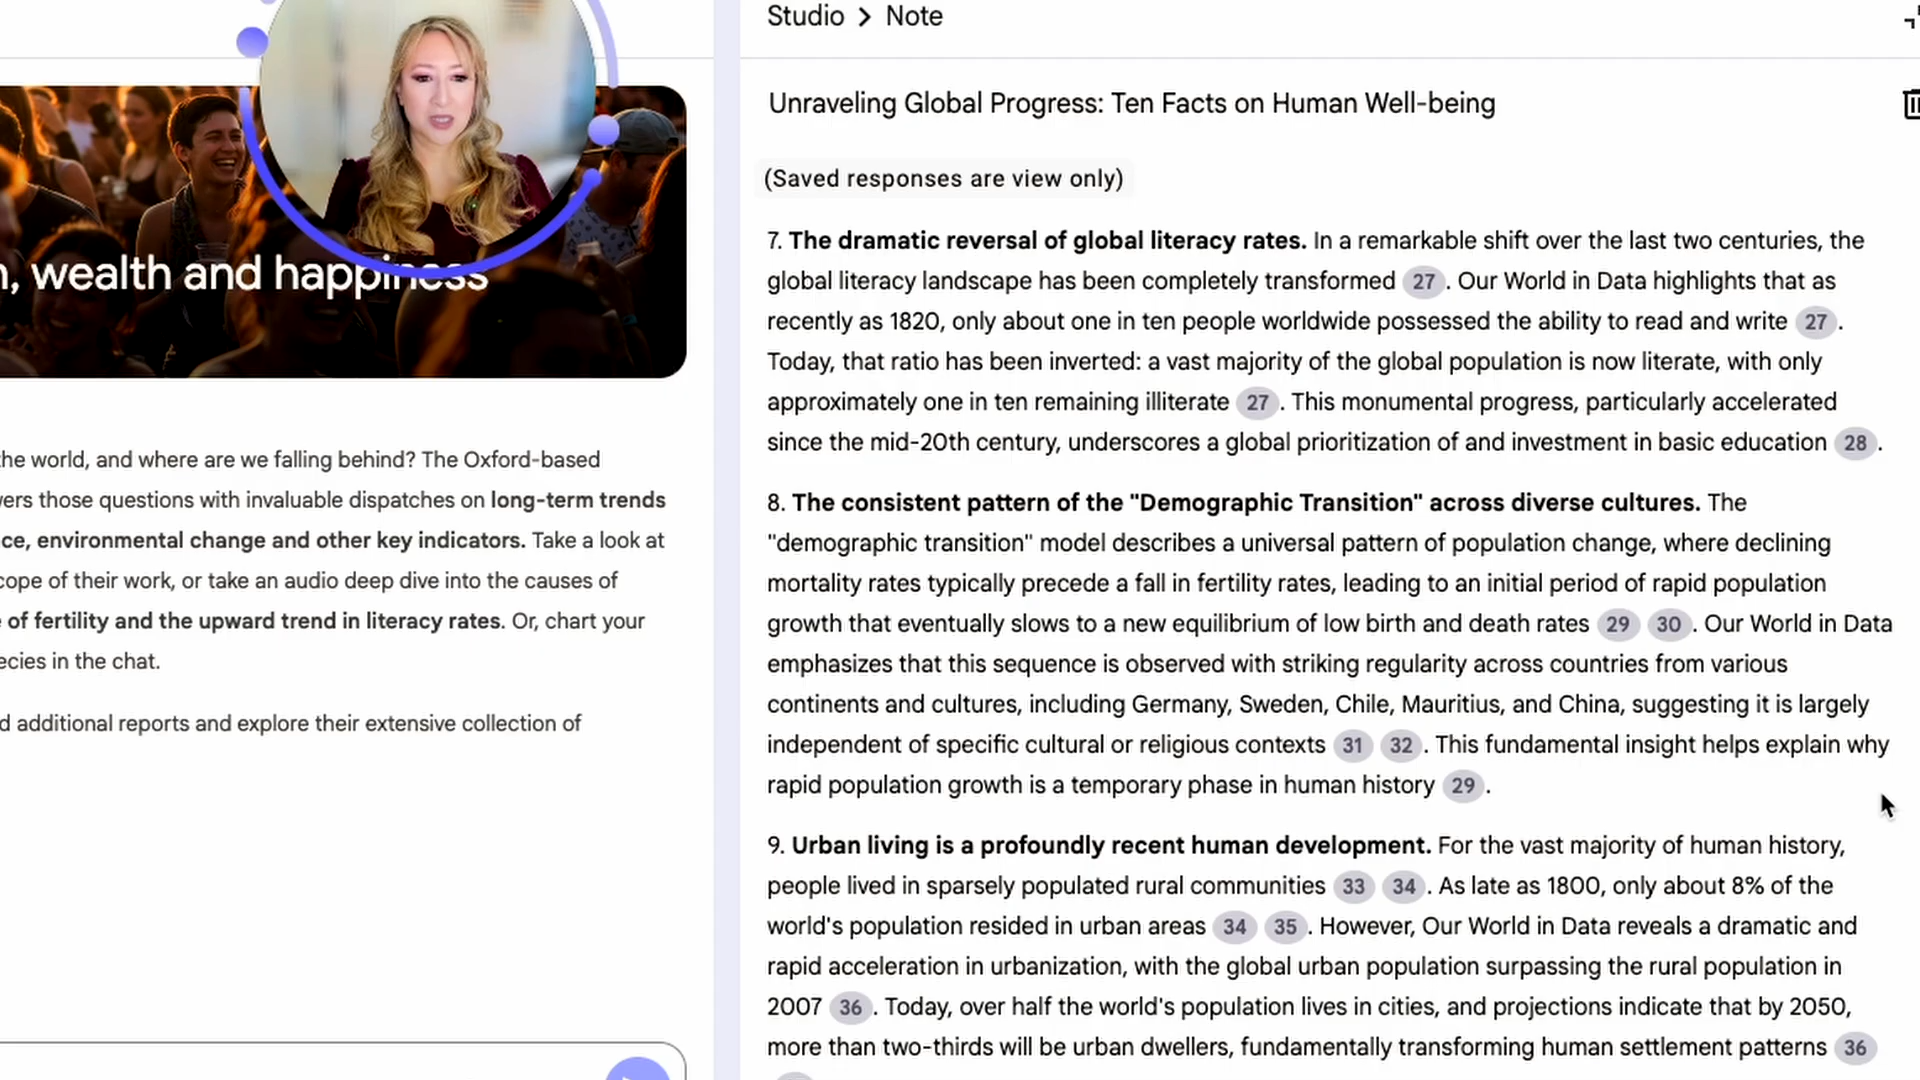 Studio > Note
Unraveling Global Progress: Ten Facts on Human Well-being
(Saved responses are view only)
7. The dramatic reversal of global literacy rates. In a remarkable shift over the last two centuries, the
global literacy landscape has been completely transformed 27 . Our World in Data highlights that as
recently as 1820, only about one in ten people worldwide possessed the ability to read and write 27 .
Today, that ratio has been inverted: a vast majority of the global population is now literate, with only
approximately one in ten remaining illiterate 27 . This monumental progress, particularly accelerated
since the mid-20th century, underscores a global prioritization of and investment in basic education 28 .
8. The consistent pattern of the "Demographic Transition" across diverse cultures. The
"demographic transition" model describes a universal pattern of population change, where declining
mortality rates typically precede a fall in fertility rates, leading to an initial period of rapid population
growth that eventually slows to a new equilibrium of low birth and death rates 29 30 . Our World in Data
emphasizes that this sequence is observed with striking regularity across countries from various
continents and cultures, including Germany, Sweden, Chile, Mauritius, and China, suggesting it is largely
independent of specific cultural or religious contexts 31 32 . This fundamental insight helps explain why
rapid population growth is a temporary phase in human history 29 .
9. Urban living is a profoundly recent human development. For the vast majority of human history,
people lived in sparsely populated rural communities 33 34 . As late as 1800, only about 8% of the
world's population resided in urban areas 34 35 . However, Our World in Data reveals a dramatic and
rapid acceleration in urbanization, with the global urban population surpassing the rural population in
2007 36 . Today, over half the world's population lives in cities, and projections indicate that by 2050,
more than two-thirds will be urban dwellers, fundamentally transforming human settlement patterns 36
, wealth and happiness
the world, and where are we falling behind? The Oxford-based
those questions with invaluable dispatches on long-term trends
environmental change and other key indicators. Take a look at
of their work, or take an audio deep dive into the causes of
of fertility and the upward trend in literacy rates. Or, chart your
in the chat.
additional reports and explore their extensive collection of